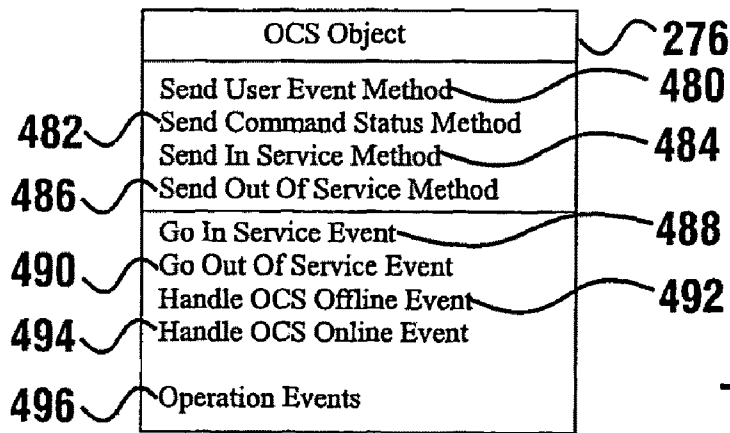 OCS Object 276
Send User Event Method 480
482 Send Command Status Method
Send In Service Method 484
486 Send Out Of Service Method
Go In Service Event 488
490 Go Out Of Service Event
Handle OCS Offline Event 492
494 Handle OCS Online Event
496 Operation Events